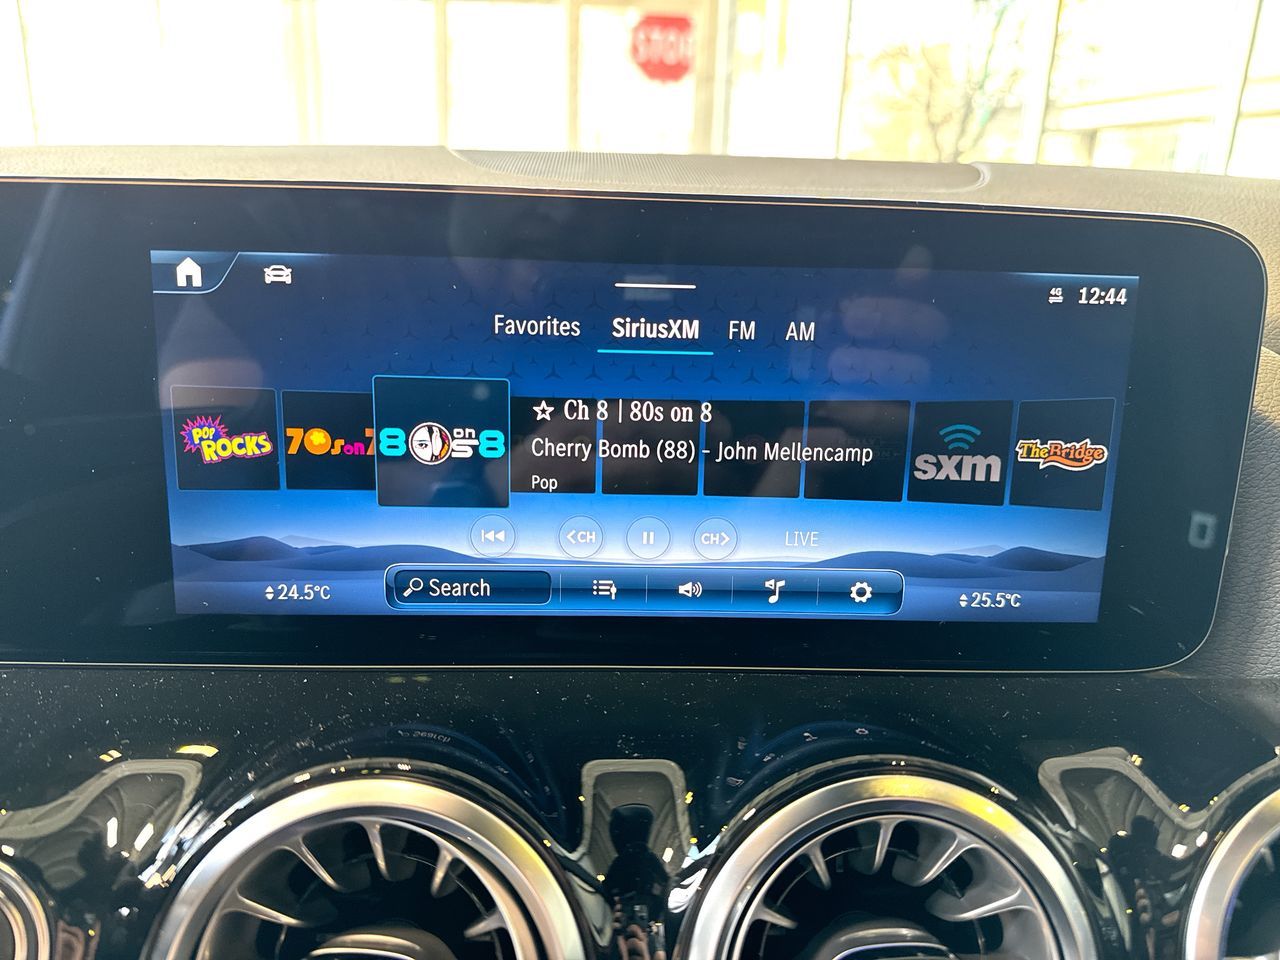 STOP
4G 12:44
Favorites SiriusXM FM AM
POP ROCKS
70s on 7
80s on 8
Ch 8 | 80s on 8
Cherry Bomb (88) - John Mellencamp
Pop
sxm
The Bridge
<CH
CH>
LIVE
24.5°C
Search
25.5°C